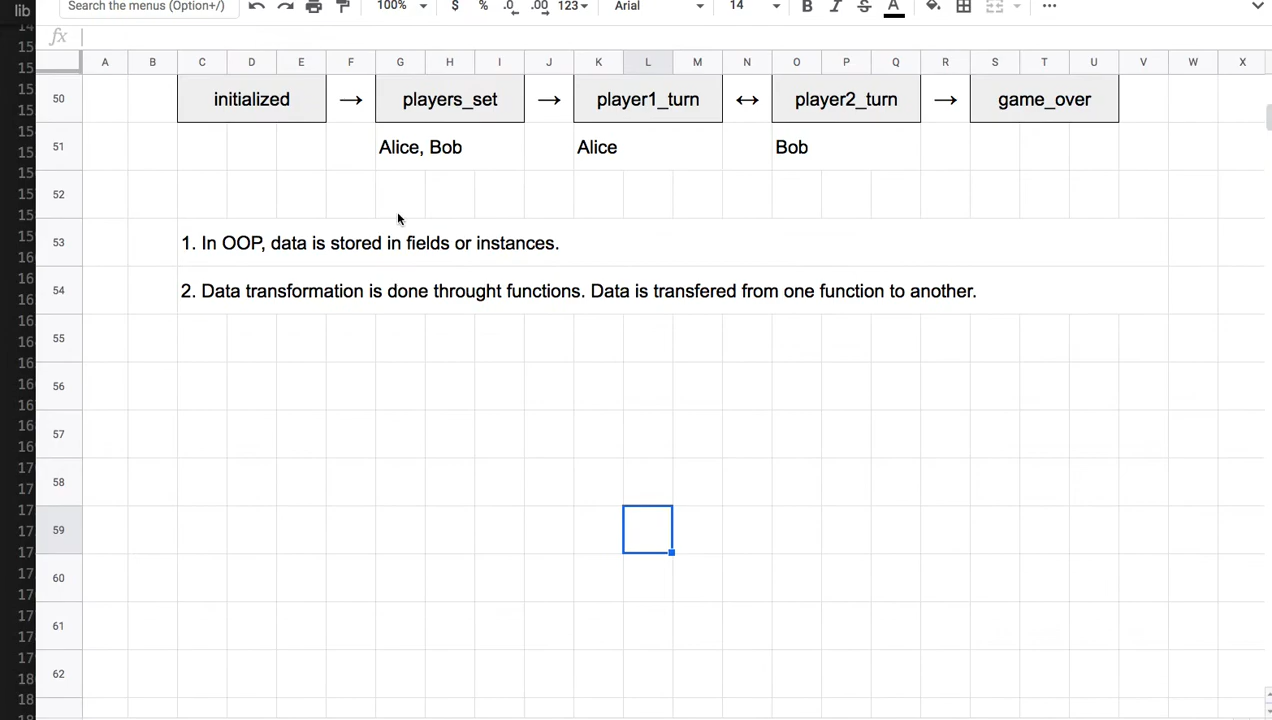 lib
Search the menus (Option+/)
100%
$
%
.0
.00
123
Arial
14
B
I
S
A
fx
A B C D E F G H I J K L M N O P Q R S T U V W X
50 initialized → players_set → player1_turn ↔ player2_turn → game_over
51 Alice, Bob Alice Bob
52
53 1. In OOP, data is stored in fields or instances.
54 2. Data transformation is done throught functions. Data is transfered from one function to another.
55
56
57
58
59
60
61
62